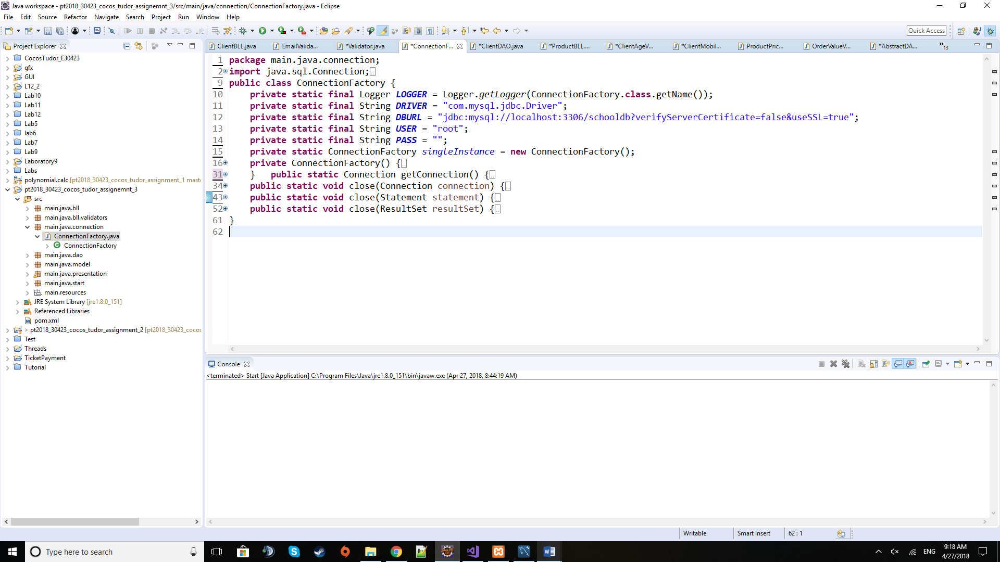 Java workspace - pt2018_30423_cocos_tudor_assignemnt_3/src/main/java/connection/ConnectionFactory.java - Eclipse
File Edit Source Refactor Navigate Search Project Run Window Help
Quick Access
Project Explorer
CocosTudor_E30423
gfx
GUI
L12_2
Lab10
Lab11
Lab12
Lab5
lab6
Lab7
Lab9
Laboratory9
Labs
polynomial.calc [pt2018_30423_cocos_tudor_assignment_1 maste
pt2018_30423_cocos_tudor_assignemnt_3
src
main.java.bll
main.java.bll.validators
main.java.connection
ConnectionFactory.java
ConnectionFactory
main.java.dao
main.java.model
main.java.presentation
main.java.start
main.resources
JRE System Library [jre1.8.0_151]
Referenced Libraries
pom.xml
> pt2018_30423_cocos_tudor_assignment_2 [pt2018_30423_cocos
Test
Threads
TicketPayment
Tutorial
ClientBLL.java EmailValida... *Validator.java *ConnectionF... *ClientDAO.java *ProductBLL.... *ClientAgeV... *ClientMobil... ProductPric... OrderValueV... *AbstractDA... »13
1 package main.java.connection;
2 import java.sql.Connection;
9 public class ConnectionFactory {
10 private static final Logger LOGGER = Logger.getLogger(ConnectionFactory.class.getName());
11 private static final String DRIVER = "com.mysql.jdbc.Driver";
12 private static final String DBURL = "jdbc:mysql://localhost:3306/schooldb?verifyServerCertificate=false&useSSL=true";
13 private static final String USER = "root";
14 private static final String PASS = "";
15 private static ConnectionFactory singleInstance = new ConnectionFactory();
16 private ConnectionFactory() {
31 } public static Connection getConnection() {
34 public static void close(Connection connection) {
43 public static void close(Statement statement) {
52 public static void close(ResultSet resultSet) {
61 }
62
Console
<terminated> Start [Java Application] C:\Program Files\Java\jre1.8.0_151\bin\javaw.exe (Apr 27, 2018, 8:44:19 AM)
Writable Smart Insert 62 : 1
Type here to search
ENG
9:18 AM
4/27/2018